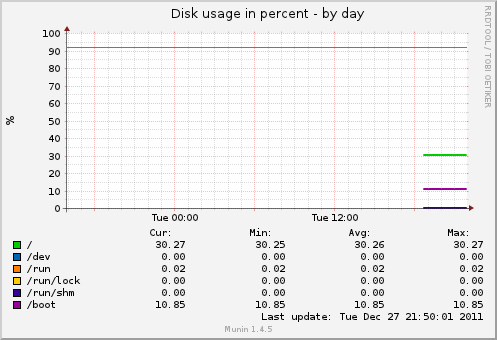 Disk usage in percent - by day
RRDTOOL / TOBI OETIKER
100
90
80
70
60
50
40
30
20
10
0
%
Tue 00:00 Tue 12:00
Cur: Min: Avg: Max:
/ 30.27 30.25 30.26 30.27
/dev 0.00 0.00 0.00 0.00
/run 0.02 0.02 0.02 0.02
/run/lock 0.00 0.00 0.00 0.00
/run/shm 0.00 0.00 0.00 0.00
/boot 10.85 10.85 10.85 10.85
Last update: Tue Dec 27 21:50:01 2011
Munin 1.4.5